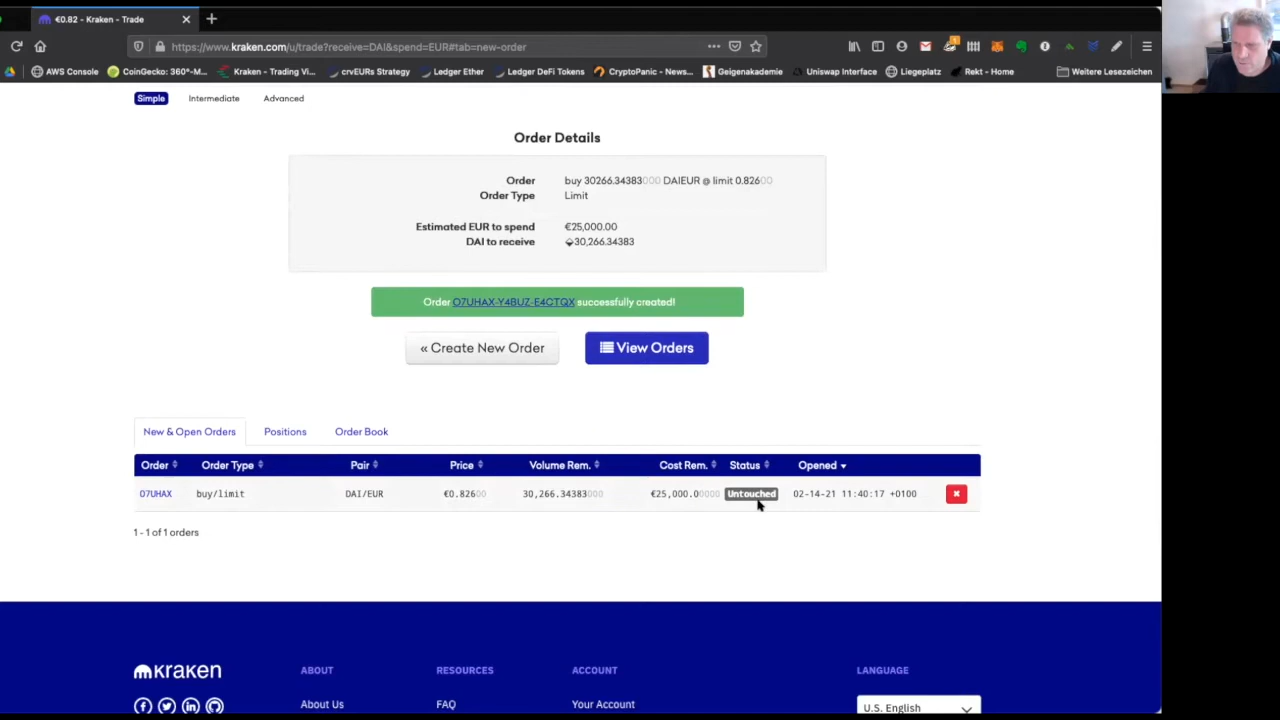 €0.82 - Kraken - Trade
https://www.kraken.com/u/trade?receive=DAI&spend=EUR#tab=new-order
AWS Console CoinGecko: 360°-M... Kraken - Trading Vi... crvEURs Strategy Ledger Ether Ledger DeFi Tokens CryptoPanic - News... Geigenakademie Uniswap Interface Liegeplatz Rekt - Home Weitere Lesezeichen
Simple Intermediate Advanced
Order Details
Order buy 30266.34383000 DAIEUR @ limit 0.82600
Order Type Limit
Estimated EUR to spend €25,000.00
DAI to receive 30,266.34383
Order O7UHAX-Y4BUZ-E4CTQX successfully created!
« Create New Order View Orders
New & Open Orders Positions Order Book
Order Order Type Pair Price Volume Rem. Cost Rem. Status Opened
O7UHAX buy/limit DAI/EUR €0.82600 30,266.34383000 €25,000.00000 Untouched 02-14-21 11:40:17 +0100
1 - 1 of 1 orders
kraken ABOUT RESOURCES ACCOUNT LANGUAGE
About Us FAQ Your Account U.S. English